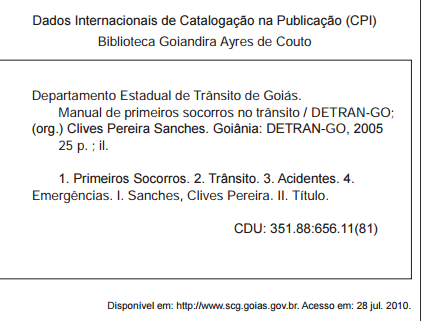 Dados Internacionais de Catalogação na Publicação (CPI)
Biblioteca Goiandira Ayres de Couto
Departamento Estadual de Trânsito de Goiás.
Manual de primeiros socorros no trânsito / DETRAN-GO;
(org.) Clives Pereira Sanches. Goiânia: DETRAN-GO, 2005
25 p. ; il.
1. Primeiros Socorros. 2. Trânsito. 3. Acidentes. 4.
Emergências. I. Sanches, Clives Pereira. II. Título.
CDU: 351.88:656.11(81)
Disponível em: http://www.scg.goias.gov.br. Acesso em: 28 jul. 2010.